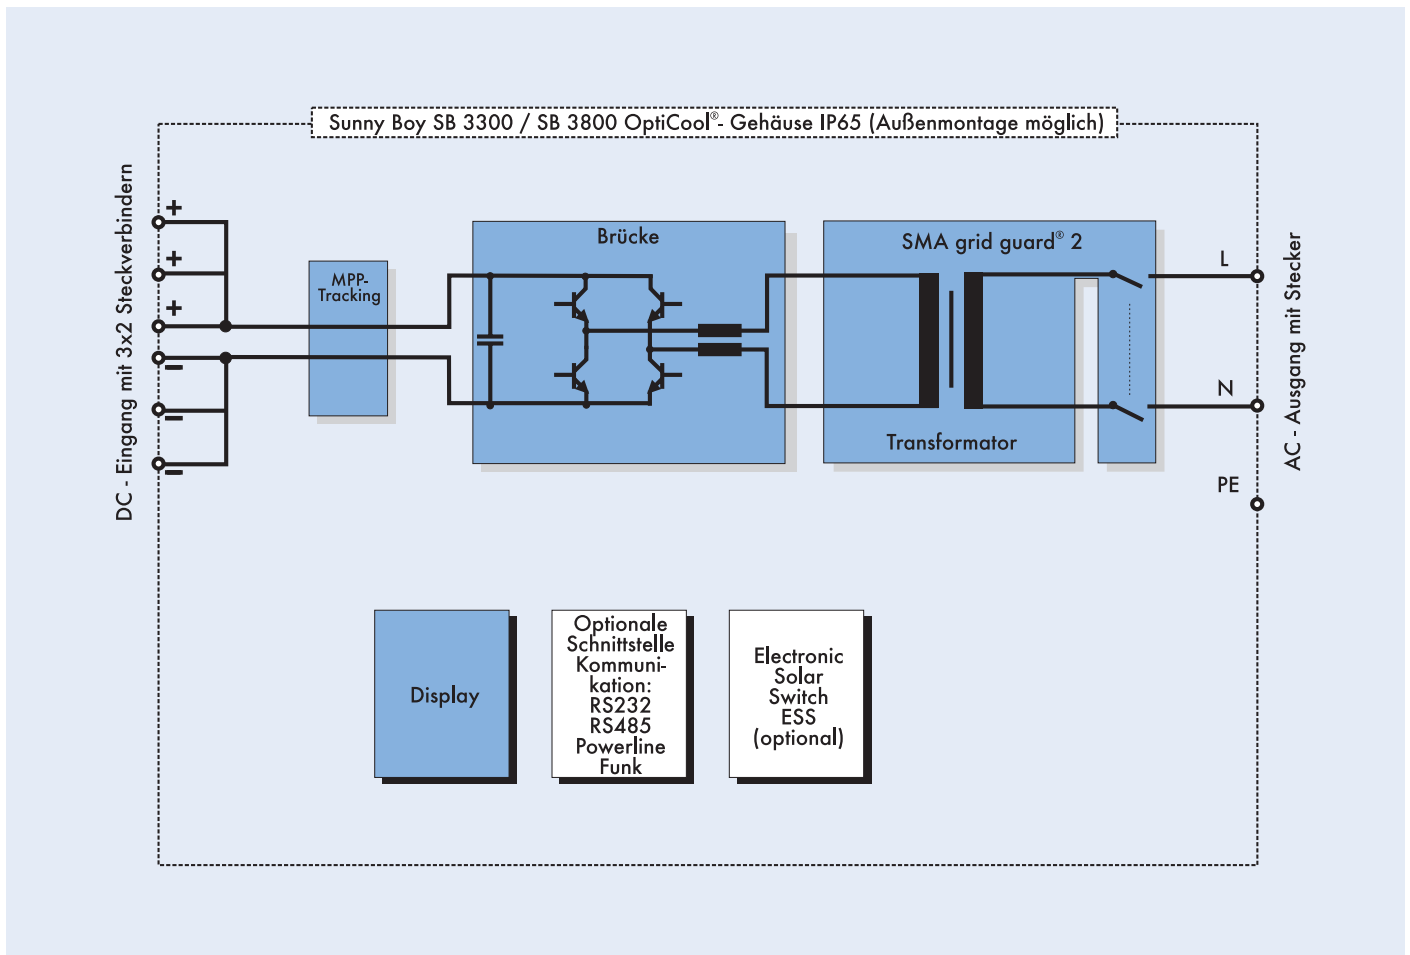 Sunny Boy SB 3300 / SB 3800 OptiCool®- Gehäuse IP65 (Außenmontage möglich)
DC - Eingang mit 3x2 Steckverbindern
+
+
+
–
–
–
MPP-
Tracking
Brücke
SMA grid guard® 2
Transformator
L
N
PE
AC - Ausgang mit Stecker
Display
Optionale
Schnittstelle
Kommuni-
kation:
RS232
RS485
Powerline
Funk
Electronic
Solar
Switch
ESS
(optional)